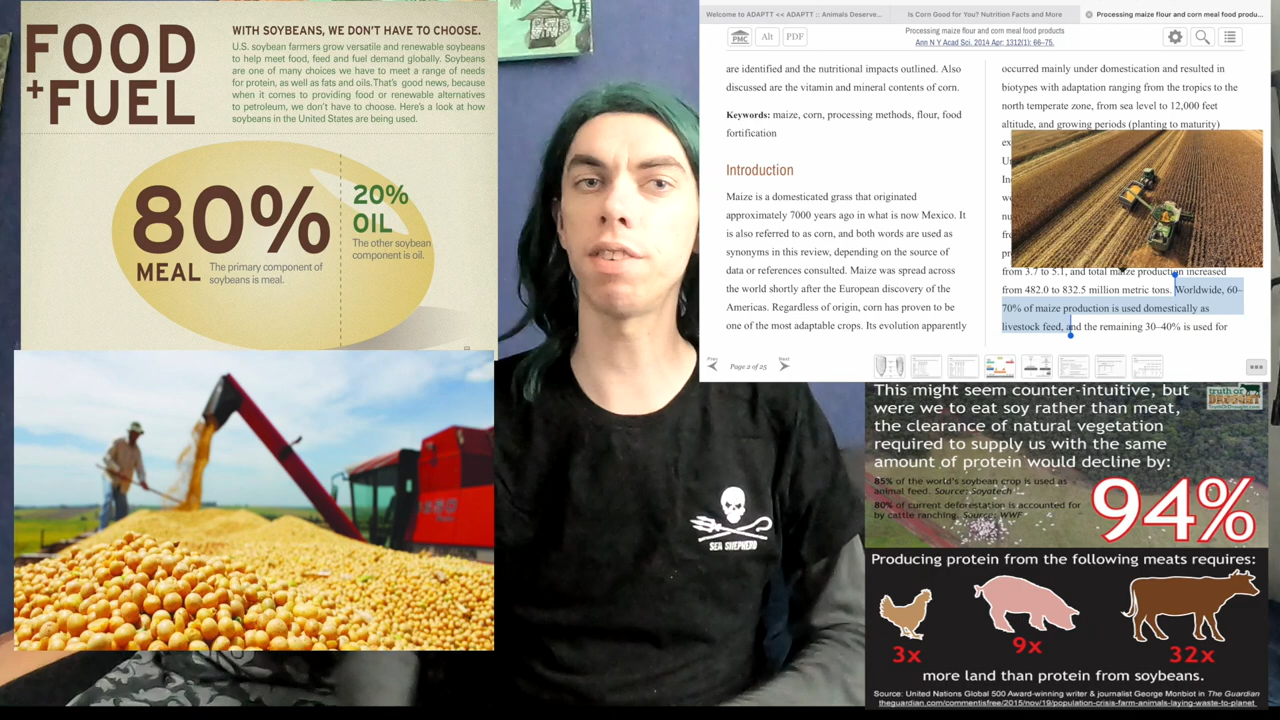 FOOD
+FUEL
WITH SOYBEANS, WE DON'T HAVE TO CHOOSE.
U.S. soybean farmers grow versatile and renewable soybeans
to help meet food, feed and fuel demand globally. Soybeans
are one of many choices we have to meet a range of needs
for protein, as well as fats and oils.That's good news, because
when it comes to providing food or renewable alternatives
to petroleum, we don't have to choose. Here's a look at how
soybeans in the United States are being used.
80%
MEAL
The primary component of
soybeans is meal.
20%
OIL
The other soybean
component is oil.
SEA SHEPHERD
Welcome to ADAPTT << ADAPTT :: Animals Deserve...
Is Corn Good for You? Nutrition Facts and More
Processing maize flour and corn meal food produ...
PMC
Alt
PDF
Processing maize flour and corn meal food products
Ann N Y Acad Sci. 2014 Apr; 1312(1): 66–75.
are identified and the nutritional impacts outlined. Also
discussed are the vitamin and mineral contents of corn.
Keywords: maize, corn, processing methods, flour, food
fortification
Introduction
Maize is a domesticated grass that originated
approximately 7000 years ago in what is now Mexico. It
is also referred to as corn, and both words are used as
synonyms in this review, depending on the source of
data or references consulted. Maize was spread across
the world shortly after the European discovery of the
Americas. Regardless of origin, corn has proven to be
one of the most adaptable crops. Its evolution apparently
occurred mainly under domestication and resulted in
biotypes with adaptation ranging from the tropics to the
north temperate zone, from sea level to 12,000 feet
altitude, and growing periods (planting to maturity)
from 3.7 to 5.1, and total maize production increased
from 482.0 to 832.5 million metric tons. Worldwide, 60–
70% of maize production is used domestically as
livestock feed, and the remaining 30–40% is used for
Prev
Page 2 of 25
Next
This might seem counter-intuitive, but
were we to eat soy rather than meat,
the clearance of natural vegetation
required to supply us with the same
amount of protein would decline by:
truth or
DROUGHT
TruthOrDrought.com
85% of the world's soybean crop is used as
animal feed. Source: Soyatech
80% of current deforestation is accounted for
by cattle ranching. Source: WWF
94%
Producing protein from the following meats requires:
3x
9x
32x
more land than protein from soybeans.
Source: United Nations Global 500 Award-winning writer & journalist George Monbiot in The Guardian
theguardian.com/commentisfree/2015/nov/19/population-crisis-farm-animals-laying-waste-to-planet